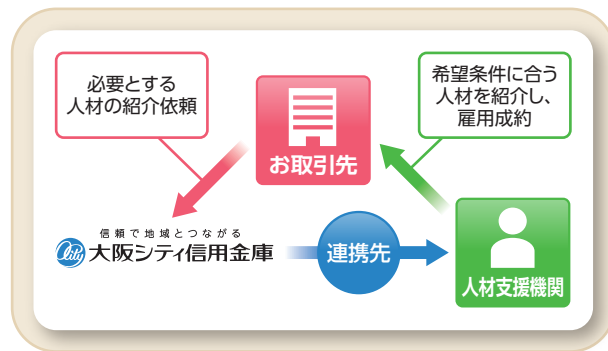 必要とする
人材の紹介依頼
希望条件に合う
人材を紹介し、
雇用成約
お取引先
信頼で地域とつながる
City 大阪シティ信用金庫
連携先
人材支援機関